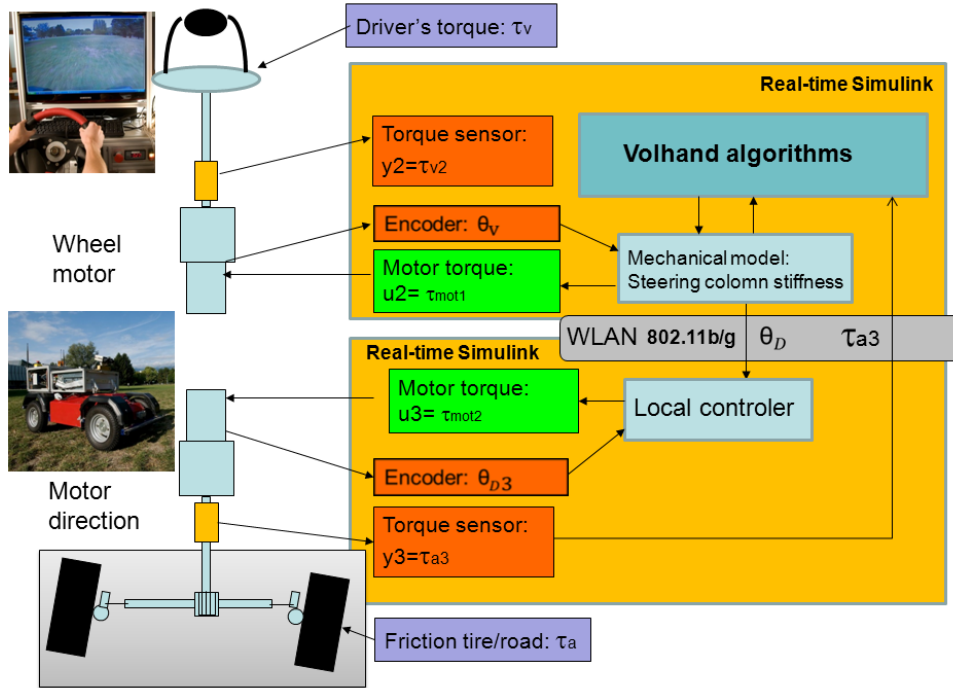 Driver's torque: τv
Real-time Simulink
Torque sensor:
y2=τv2
Volhand algorithms
Encoder: θv
Wheel
motor
Motor torque:
u2= τmot1
Mechanical model:
Steering colomn stiffness
WLAN 802.11b/g θD τa3
Real-time Simulink
Motor torque:
u3= τmot2
Local controler
Encoder: θD3
Motor
direction
Torque sensor:
y3=τa3
Friction tire/road: τa